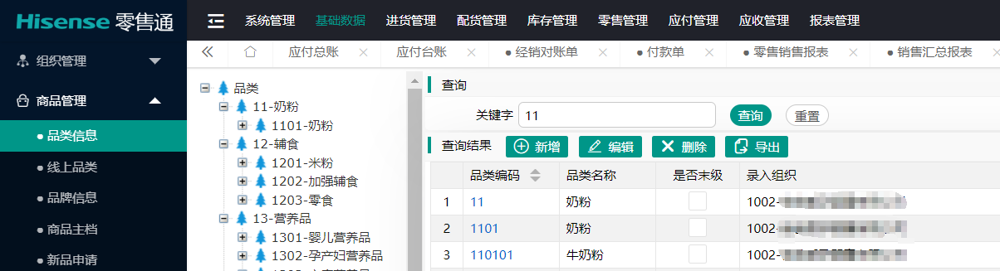 Hisense 零售通
系统管理 基础数据 进货管理 配货管理 库存管理 零售管理 应付管理 应收管理 报表管理
组织管理
商品管理
品类信息
线上品类
品牌信息
商品主档
新品申请
应付总账 应付台账 经销对账单 付款单 零售销售报表 销售汇总报表
品类
11-奶粉
1101-奶粉
12-辅食
1201-米粉
1202-加强辅食
1203-零食
13-营养品
1301-婴儿营养品
1302-孕产妇营养品
查询
关键字 11 查询 重置
查询结果 新增 编辑 删除 导出
品类编码 品类名称 是否末级 录入组织
1 11 奶粉 1002-
2 1101 奶粉 1002-
3 110101 牛奶粉 1002-